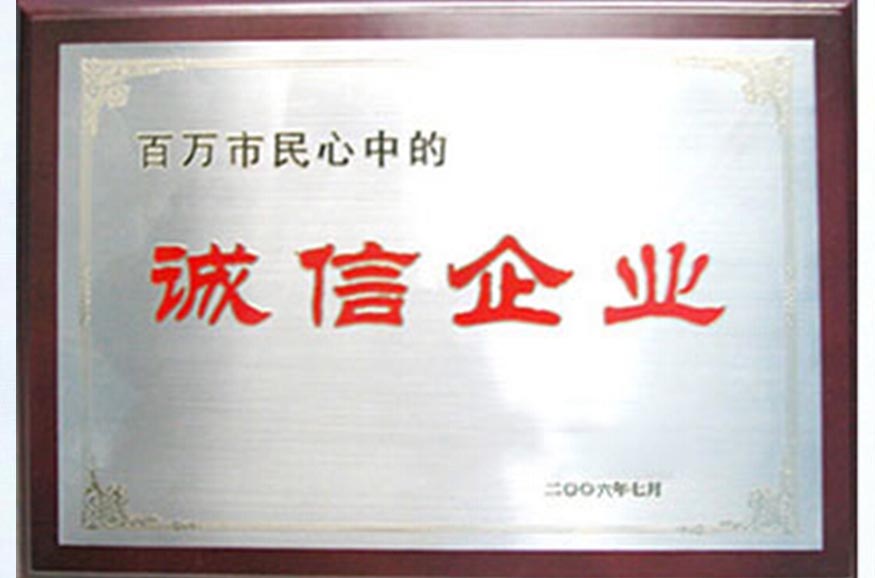 百万市民心中的
诚信企业
二〇〇六年七月